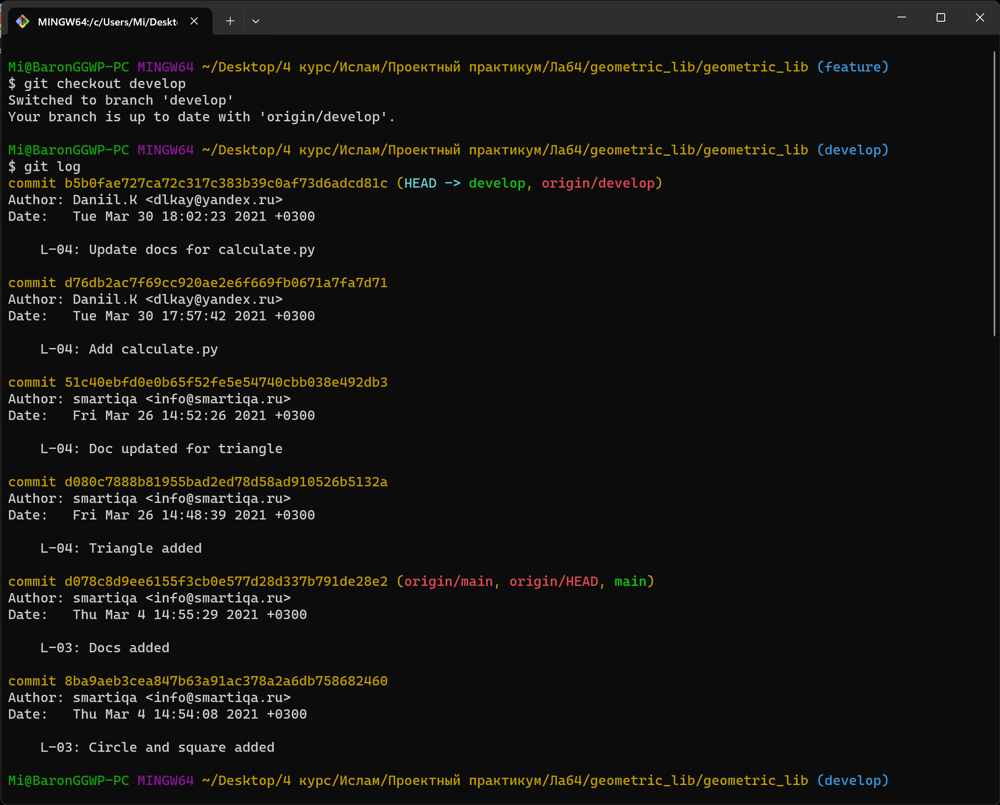 MINGW64:/c/Users/Mi/Deskt
Mi@BaronGGWP-PC MINGW64 ~/Desktop/4 курс/Ислам/Проектный практикум/Лаб4/geometric_lib/geometric_lib (feature)
$ git checkout develop
Switched to branch 'develop'
Your branch is up to date with 'origin/develop'.
Mi@BaronGGWP-PC MINGW64 ~/Desktop/4 курс/Ислам/Проектный практикум/Лаб4/geometric_lib/geometric_lib (develop)
$ git log
commit b5b0fae727ca72c317c383b39c0af73d6adcd81c (HEAD -> develop, origin/develop)
Author: Daniil.K <dlkay@yandex.ru>
Date:   Tue Mar 30 18:02:23 2021 +0300
    L-04: Update docs for calculate.py
commit d76db2ac7f69cc920ae2e6f669fb0671a7fa7d71
Author: Daniil.K <dlkay@yandex.ru>
Date:   Tue Mar 30 17:57:42 2021 +0300
    L-04: Add calculate.py
commit 51c40ebfd0e0b65f52fe5e54740cbb038e492db3
Author: smartiqa <info@smartiqa.ru>
Date:   Fri Mar 26 14:52:26 2021 +0300
    L-04: Doc updated for triangle
commit d080c7888b81955bad2ed78d58ad910526b5132a
Author: smartiqa <info@smartiqa.ru>
Date:   Fri Mar 26 14:48:39 2021 +0300
    L-04: Triangle added
commit d078c8d9ee6155f3cb0e577d28d337b791de28e2 (origin/main, origin/HEAD, main)
Author: smartiqa <info@smartiqa.ru>
Date:   Thu Mar 4 14:55:29 2021 +0300
    L-03: Docs added
commit 8ba9aeb3cea847b63a91ac378a2a6db758682460
Author: smartiqa <info@smartiqa.ru>
Date:   Thu Mar 4 14:54:08 2021 +0300
    L-03: Circle and square added
Mi@BaronGGWP-PC MINGW64 ~/Desktop/4 курс/Ислам/Проектный практикум/Лаб4/geometric_lib/geometric_lib (develop)